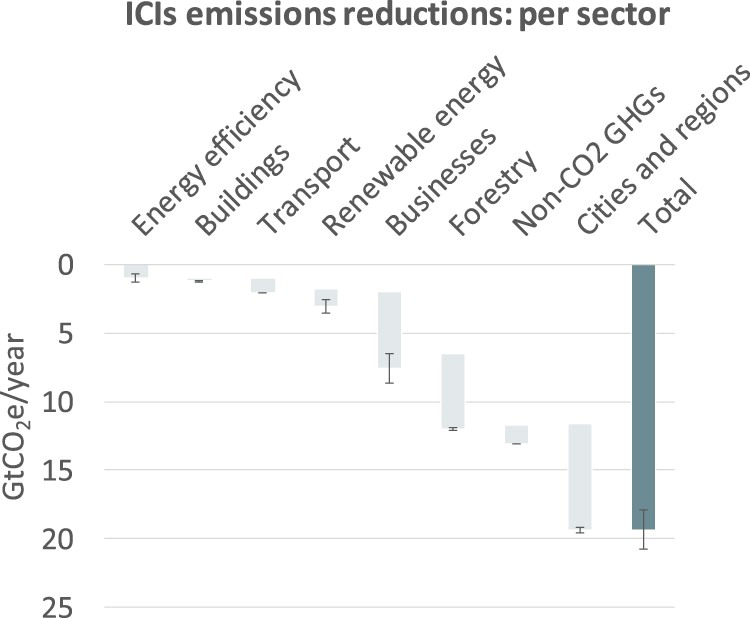 ICIs emissions reductions: per sector
Energy efficiency
Buildings
Transport
Renewable energy
Businesses
Forestry
Non-CO2 GHGs
Cities and regions
Total
GtCO₂e/year
0
5
10
15
20
25